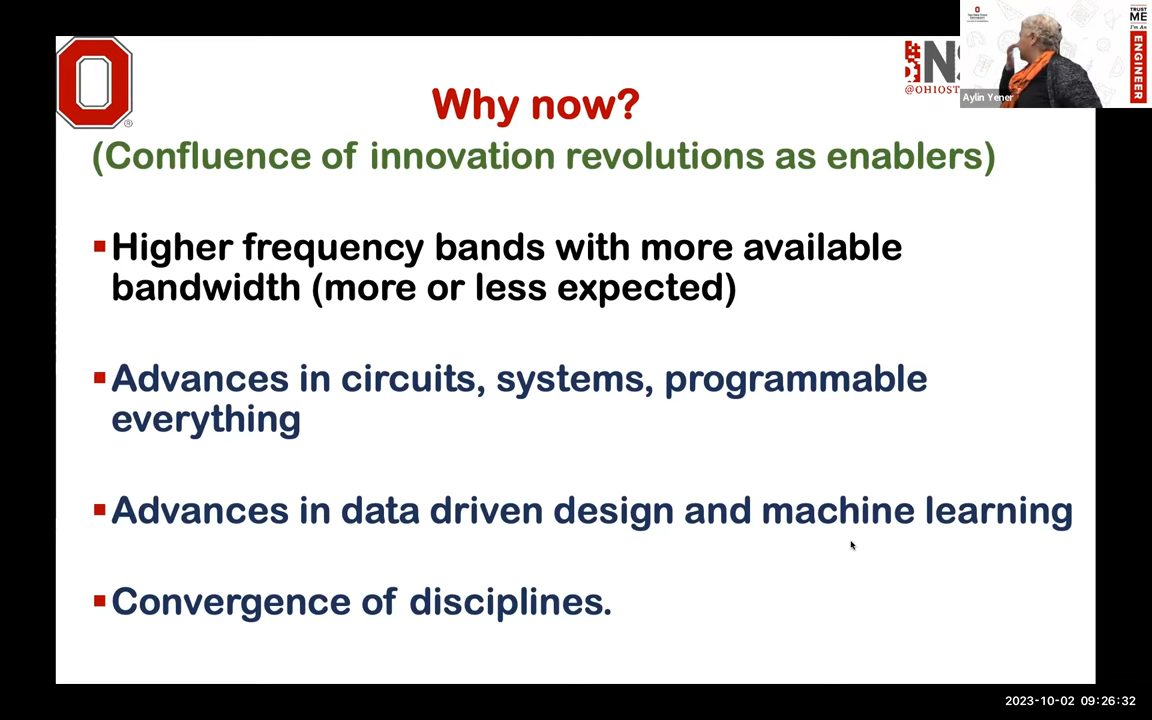 TRUST
ME
I'm An
ENGINEER
Aylin Yener
@OHIOST
Why now?
(Confluence of innovation revolutions as enablers)
▪Higher frequency bands with more available
bandwidth (more or less expected)
▪Advances in circuits, systems, programmable
everything
▪Advances in data driven design and machine learning
▪Convergence of disciplines.
2023-10-02 09:26:32